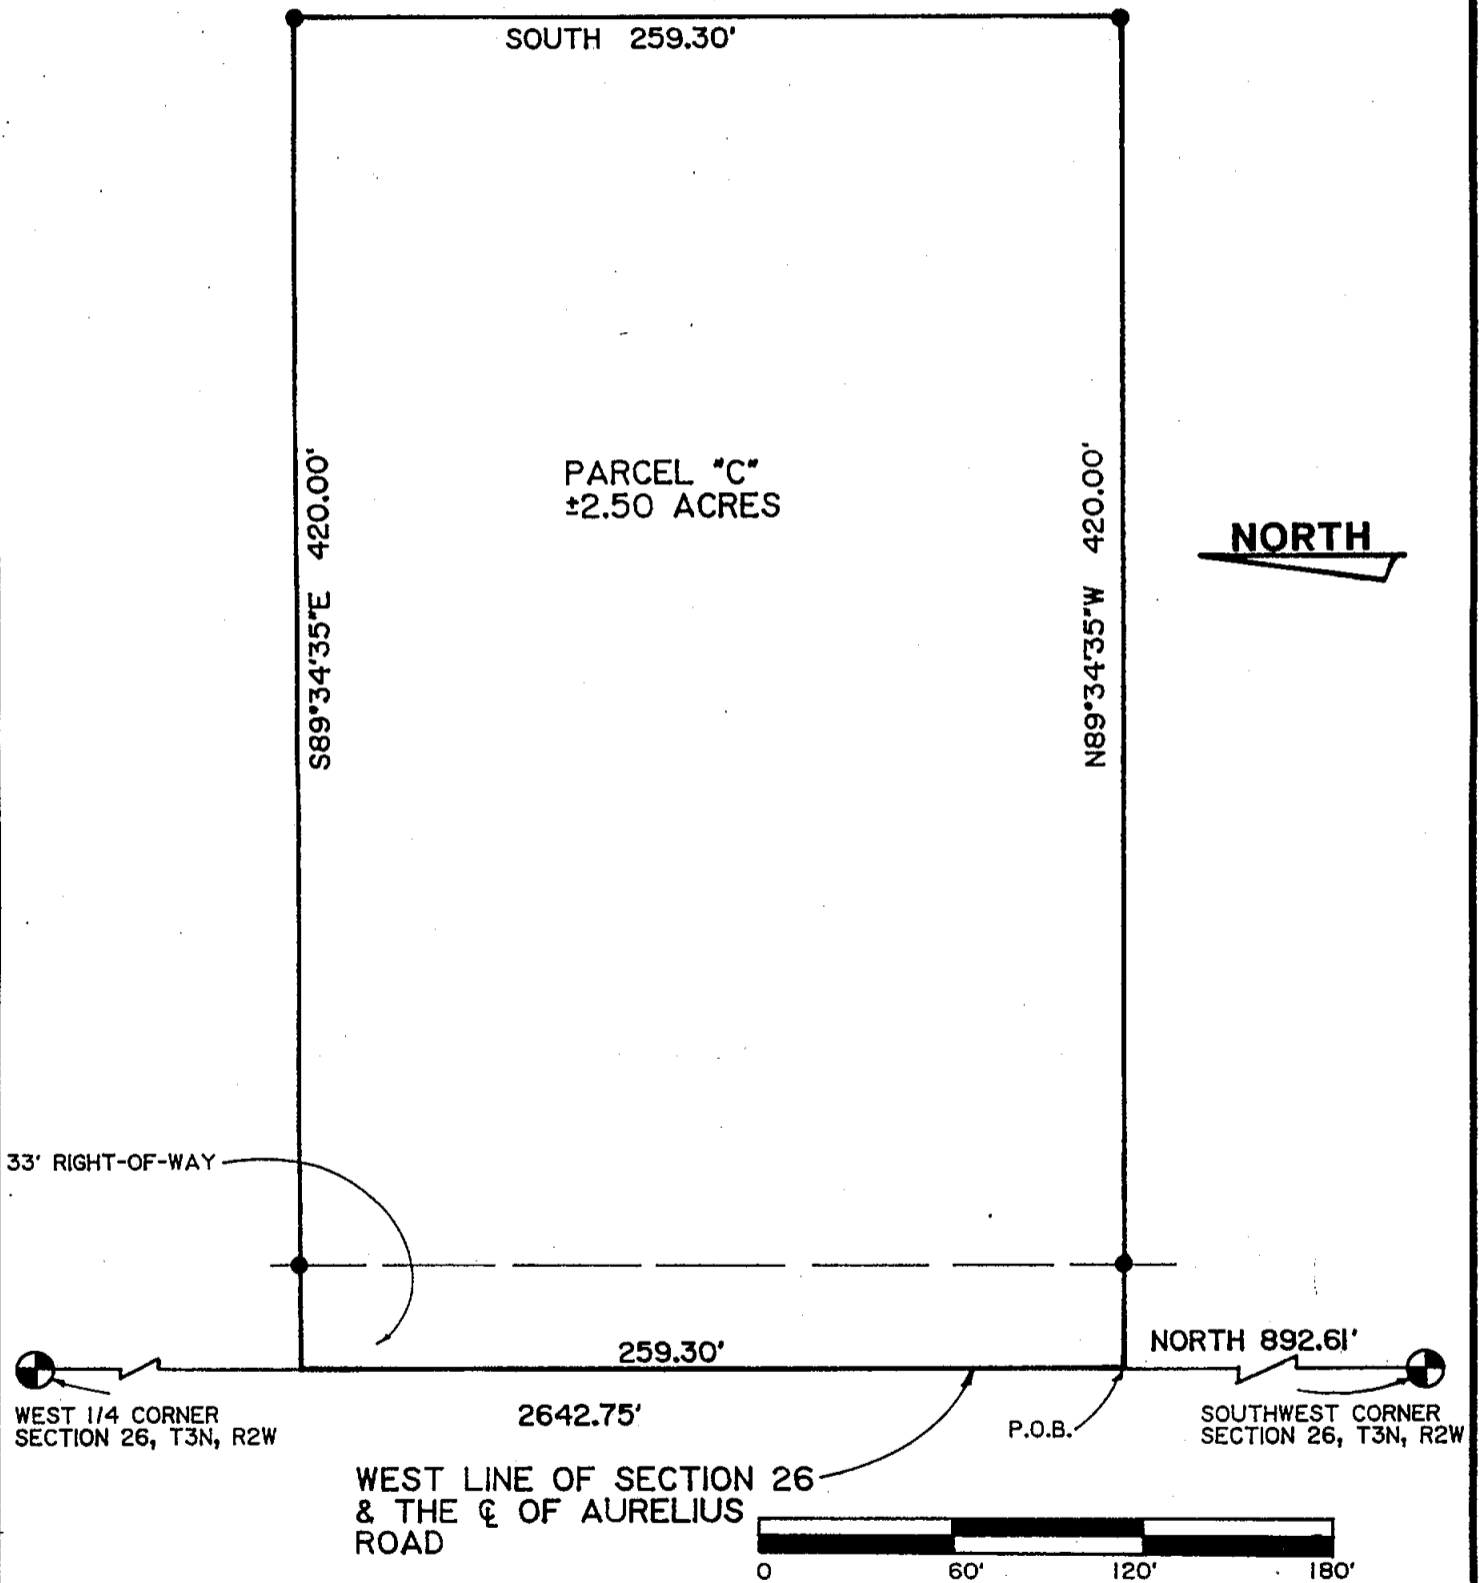 SOUTH 259.30'
PARCEL "C"
±2.50 ACRES
S89°34'35"E 420.00'
N89°34'35"W 420.00'
NORTH
33' RIGHT-OF-WAY
259.30'
NORTH 892.61'
WEST 1/4 CORNER
SECTION 26, T3N, R2W
2642.75'
P.O.B.
SOUTHWEST CORNER
SECTION 26, T3N, R2W
WEST LINE OF SECTION 26
& THE ℄ OF AURELIUS
ROAD
0 60' 120' 180'